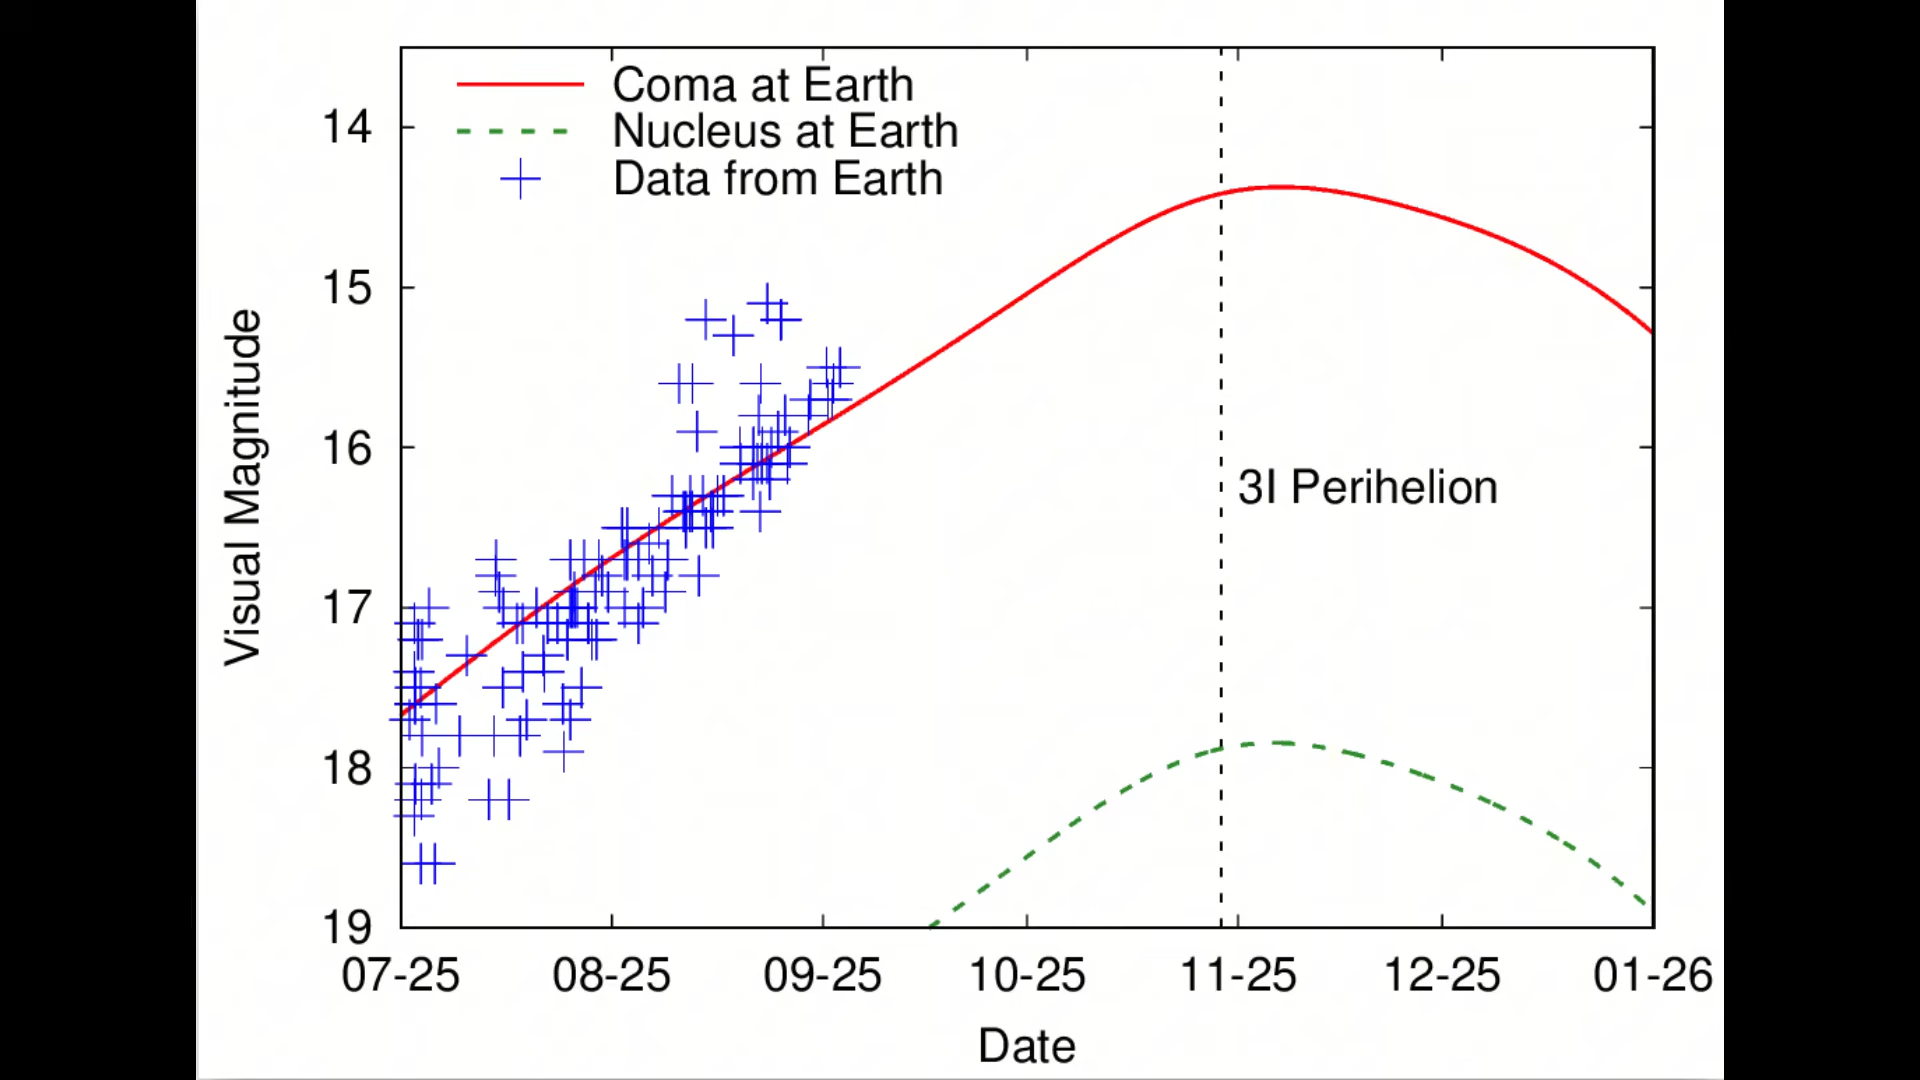 Coma at Earth
Nucleus at Earth
Data from Earth
14
15
16
17
18
19
Visual Magnitude
3I Perihelion
07-25 08-25 09-25 10-25 11-25 12-25 01-26
Date